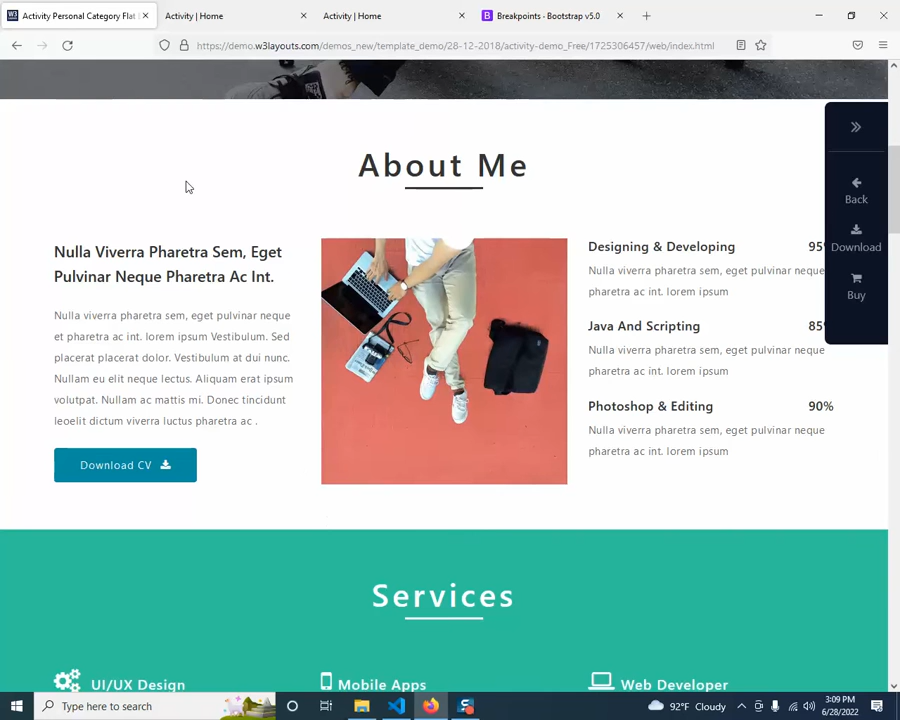 Activity Personal Category Flat
Activity | Home
Activity | Home
Breakpoints - Bootstrap v5.0
https://demo.w3layouts.com/demos_new/template_demo/28-12-2018/activity-demo_Free/1725306457/web/index.html
About Me
Back
Download
Buy
Nulla Viverra Pharetra Sem, Eget
Pulvinar Neque Pharetra Ac Int.
Nulla viverra pharetra sem, eget pulvinar neque
et pharetra ac int. lorem ipsum Vestibulum. Sed
placerat placerat dolor. Vestibulum at dui nunc.
Nullam eu elit neque lectus. Aliquam erat ipsum
volutpat. Nullam ac mattis mi. Donec tincidunt
leoelit dictum viverra luctus pharetra ac .
Download CV
Designing & Developing 95%
Nulla viverra pharetra sem, eget pulvinar neque
pharetra ac int. lorem ipsum
Java And Scripting 85%
Nulla viverra pharetra sem, eget pulvinar neque
pharetra ac int. lorem ipsum
Photoshop & Editing 90%
Nulla viverra pharetra sem, eget pulvinar neque
pharetra ac int. lorem ipsum
Services
UI/UX Design
Mobile Apps
Web Developer
Type here to search
92°F Cloudy
3:09 PM
6/28/2022